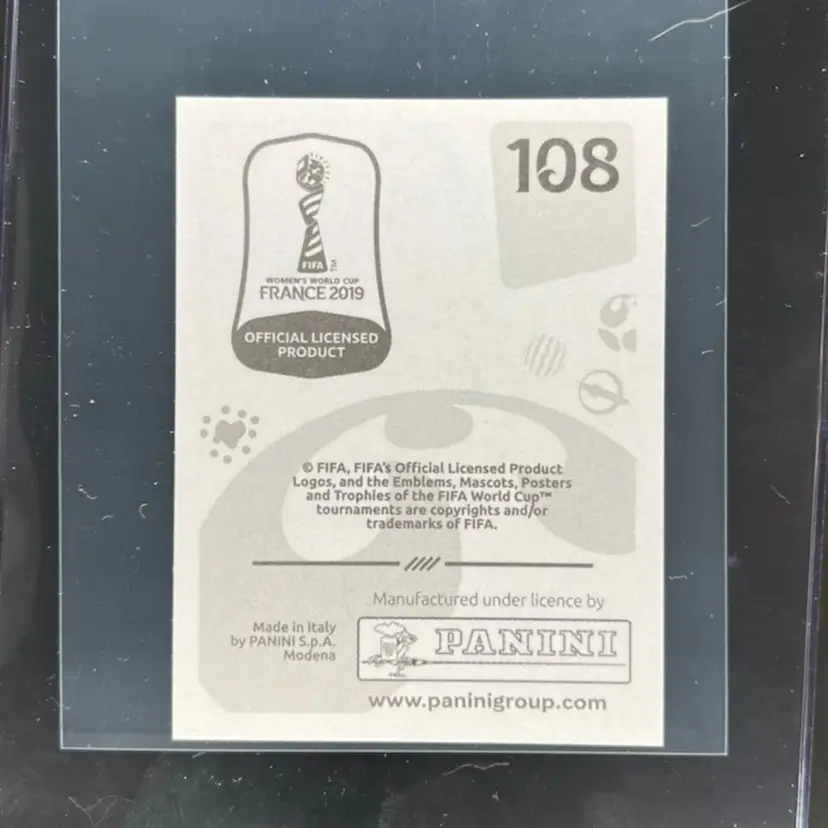 108
FIFA
TM
WOMEN'S WORLD CUP
FRANCE 2019
OFFICIAL LICENSED
PRODUCT
© FIFA, FIFA's Official Licensed Product
Logos, and the Emblems, Mascots, Posters
and Trophies of the FIFA World Cup™
tournaments are copyrights and/or
trademarks of FIFA.
Manufactured under licence by
Made in Italy
by PANINI S.p.A.
Modena
PANINI
www.paninigroup.com